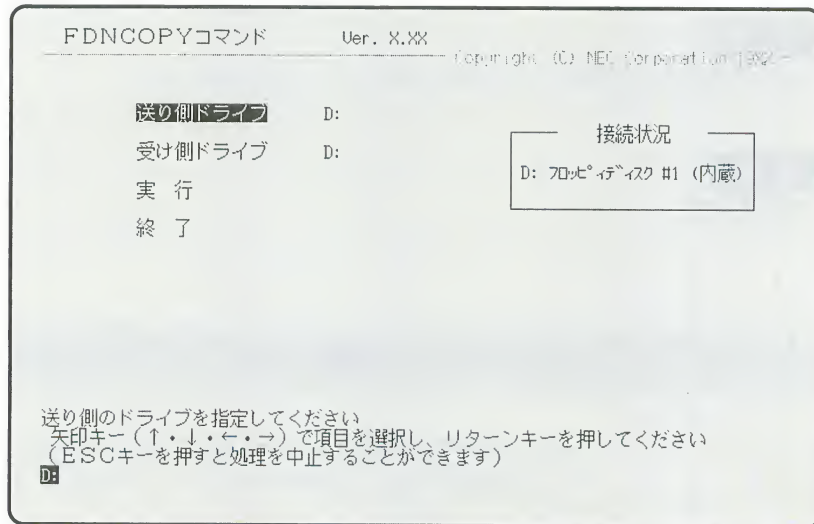 FDNCOPYコマンド Ver. X.XX
Copyright (C) NEC Corporation
送り側ドライブ D:
受け側ドライブ D:
実 行
終 了
接続状況
D: フロッピィディスク #1 (内蔵)
送り側のドライブを指定してください
矢印キー(↑・↓・←・→)で項目を選択し、リターンキーを押してください
(ESCキーを押すと処理を中止することができます)
D: